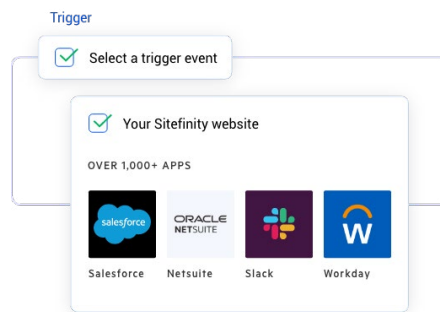 Trigger
Select a trigger event
Your Sitefinity website
OVER 1,000+ APPS
salesforce
ORACLE
NETSUITE
W
Salesforce
Netsuite
Slack
Workday